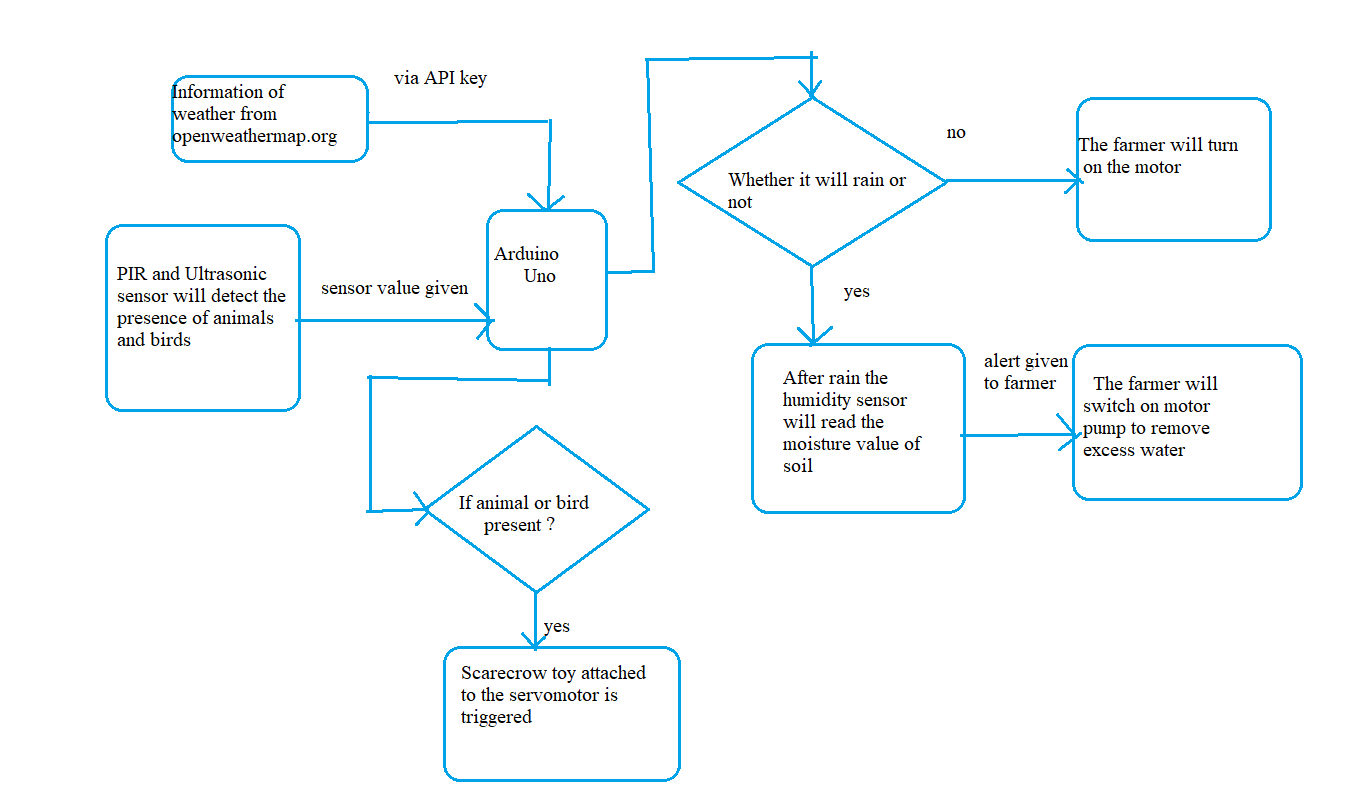 Information of
weather from
openweathermap.org
via API key
PIR and Ultrasonic
sensor will detect the
presence of animals
and birds
sensor value given
Arduino
Uno
Whether it will rain or
not
no
The farmer will turn
on the motor
yes
After rain the
humidity sensor
will read the
moisture value of
soil
alert given
to farmer
The farmer will
switch on motor
pump to remove
excess water
If animal or bird
present ?
yes
Scarecrow toy attached
to the servomotor is
triggered